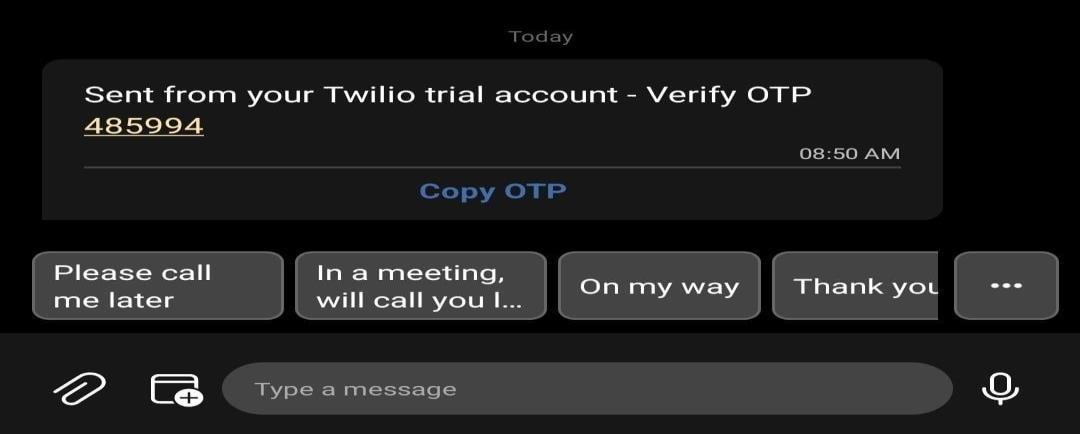 Today
Sent from your Twilio trial account - Verify OTP
485994
08:50 AM
Copy OTP
Please call
me later
In a meeting,
will call you l...
On my way
Thank you
Type a message